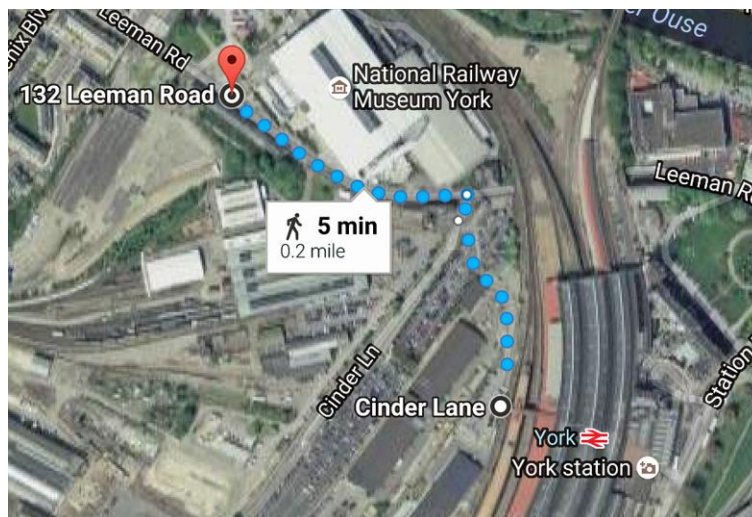 Ouse
Leeman Rd
132 Leeman Road
National Railway
Museum York
Leeman
5 min
0.2 mile
Cinder Ln
Cinder Lane
York
York station
Station